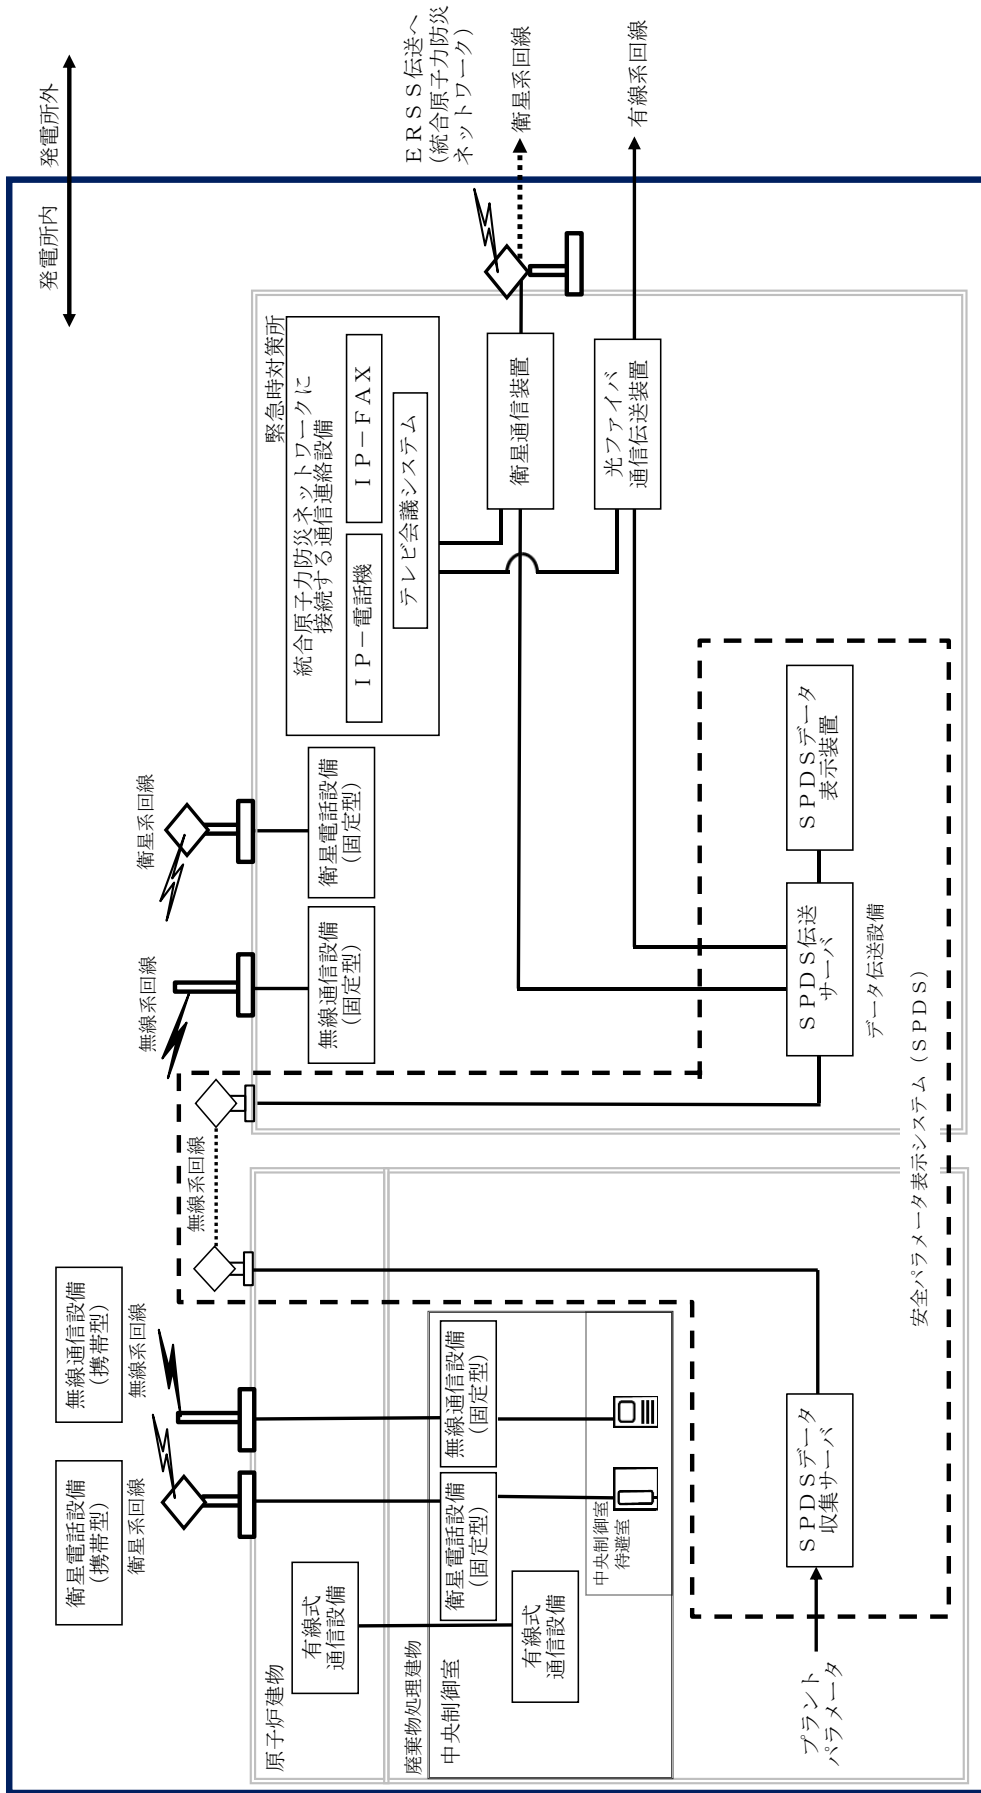 発電所内
発電所外
衛星電話設備
（携帯型）
無線通信設備
（携帯型）
衛星系回線
無線系回線
無線系回線
無線系回線
衛星系回線
原子炉建物
有線式
通信設備
廃棄物処理建物
中央制御室
衛星電話設備
（固定型）
無線通信設備
（固定型）
有線式
通信設備
中央制御室
待避室
プラント
パラメータ
ＳＰＤＳデータ
収集サーバ
安全パラメータ表示システム（ＳＰＤＳ）
無線通信設備
（固定型）
衛星電話設備
（固定型）
緊急時対策所
統合原子力防災ネットワークに
接続する通信連絡設備
ＩＰ－電話機
ＩＰ－ＦＡＸ
テレビ会議システム
衛星通信装置
光ファイバ
通信伝送装置
ＳＰＤＳ伝送
サーバ
データ伝送設備
ＳＰＤＳデータ
表示装置
ＥＲＳＳ伝送へ
（統合原子力防災
ネットワーク）
衛星系回線
有線系回線